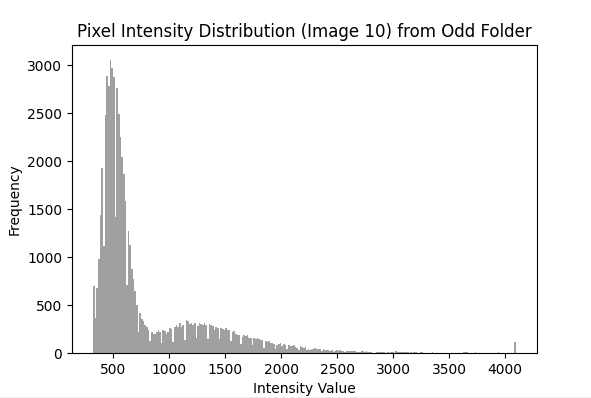 Pixel Intensity Distribution (Image 10) from Odd Folder
3000
2500
2000
1500
1000
500
0
Frequency
500 1000 1500 2000 2500 3000 3500 4000
Intensity Value